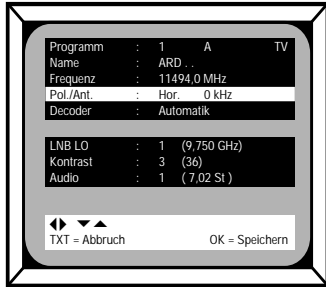 Programm : 1 A TV
Name : ARD . .
Frequenz : 11494,0 MHz
Pol./Ant. : Hor. 0 kHz
Decoder : Automatik
LNB LO : 1 (9,750 GHz)
Kontrast : 3 (36)
Audio : 1 ( 7,02 St )
TXT = Abbruch OK = Speichern